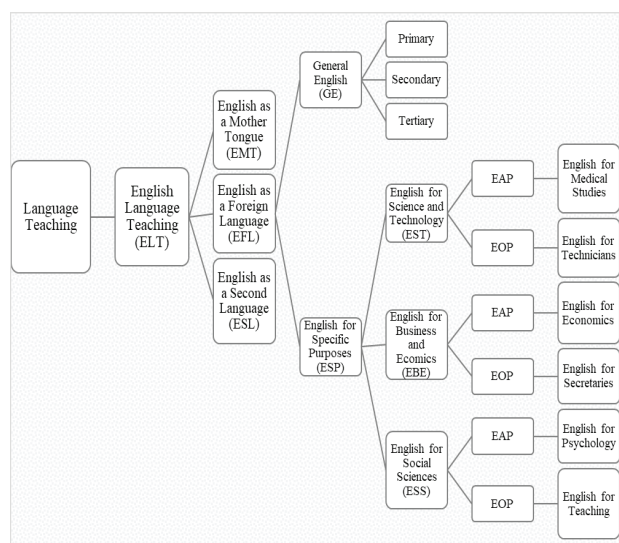 Language
Teaching
English
Language
Teaching
(ELT)
English as
a Mother
Tongue
(EMT)
English as
a Foreign
Language
(EFL)
English as
a Second
Language
(ESL)
General
English
(GE)
Primary
Secondary
Tertiary
English for
Specific
Purposes
(ESP)
English for
Science and
Technology
(EST)
EAP
English for
Medical
Studies
EOP
English for
Technicians
English for
Business
and
Ecomics
(EBE)
EAP
English for
Economics
EOP
English for
Secretaries
English for
Social
Sciences
(ESS)
EAP
English for
Psychology
EOP
English for
Teaching